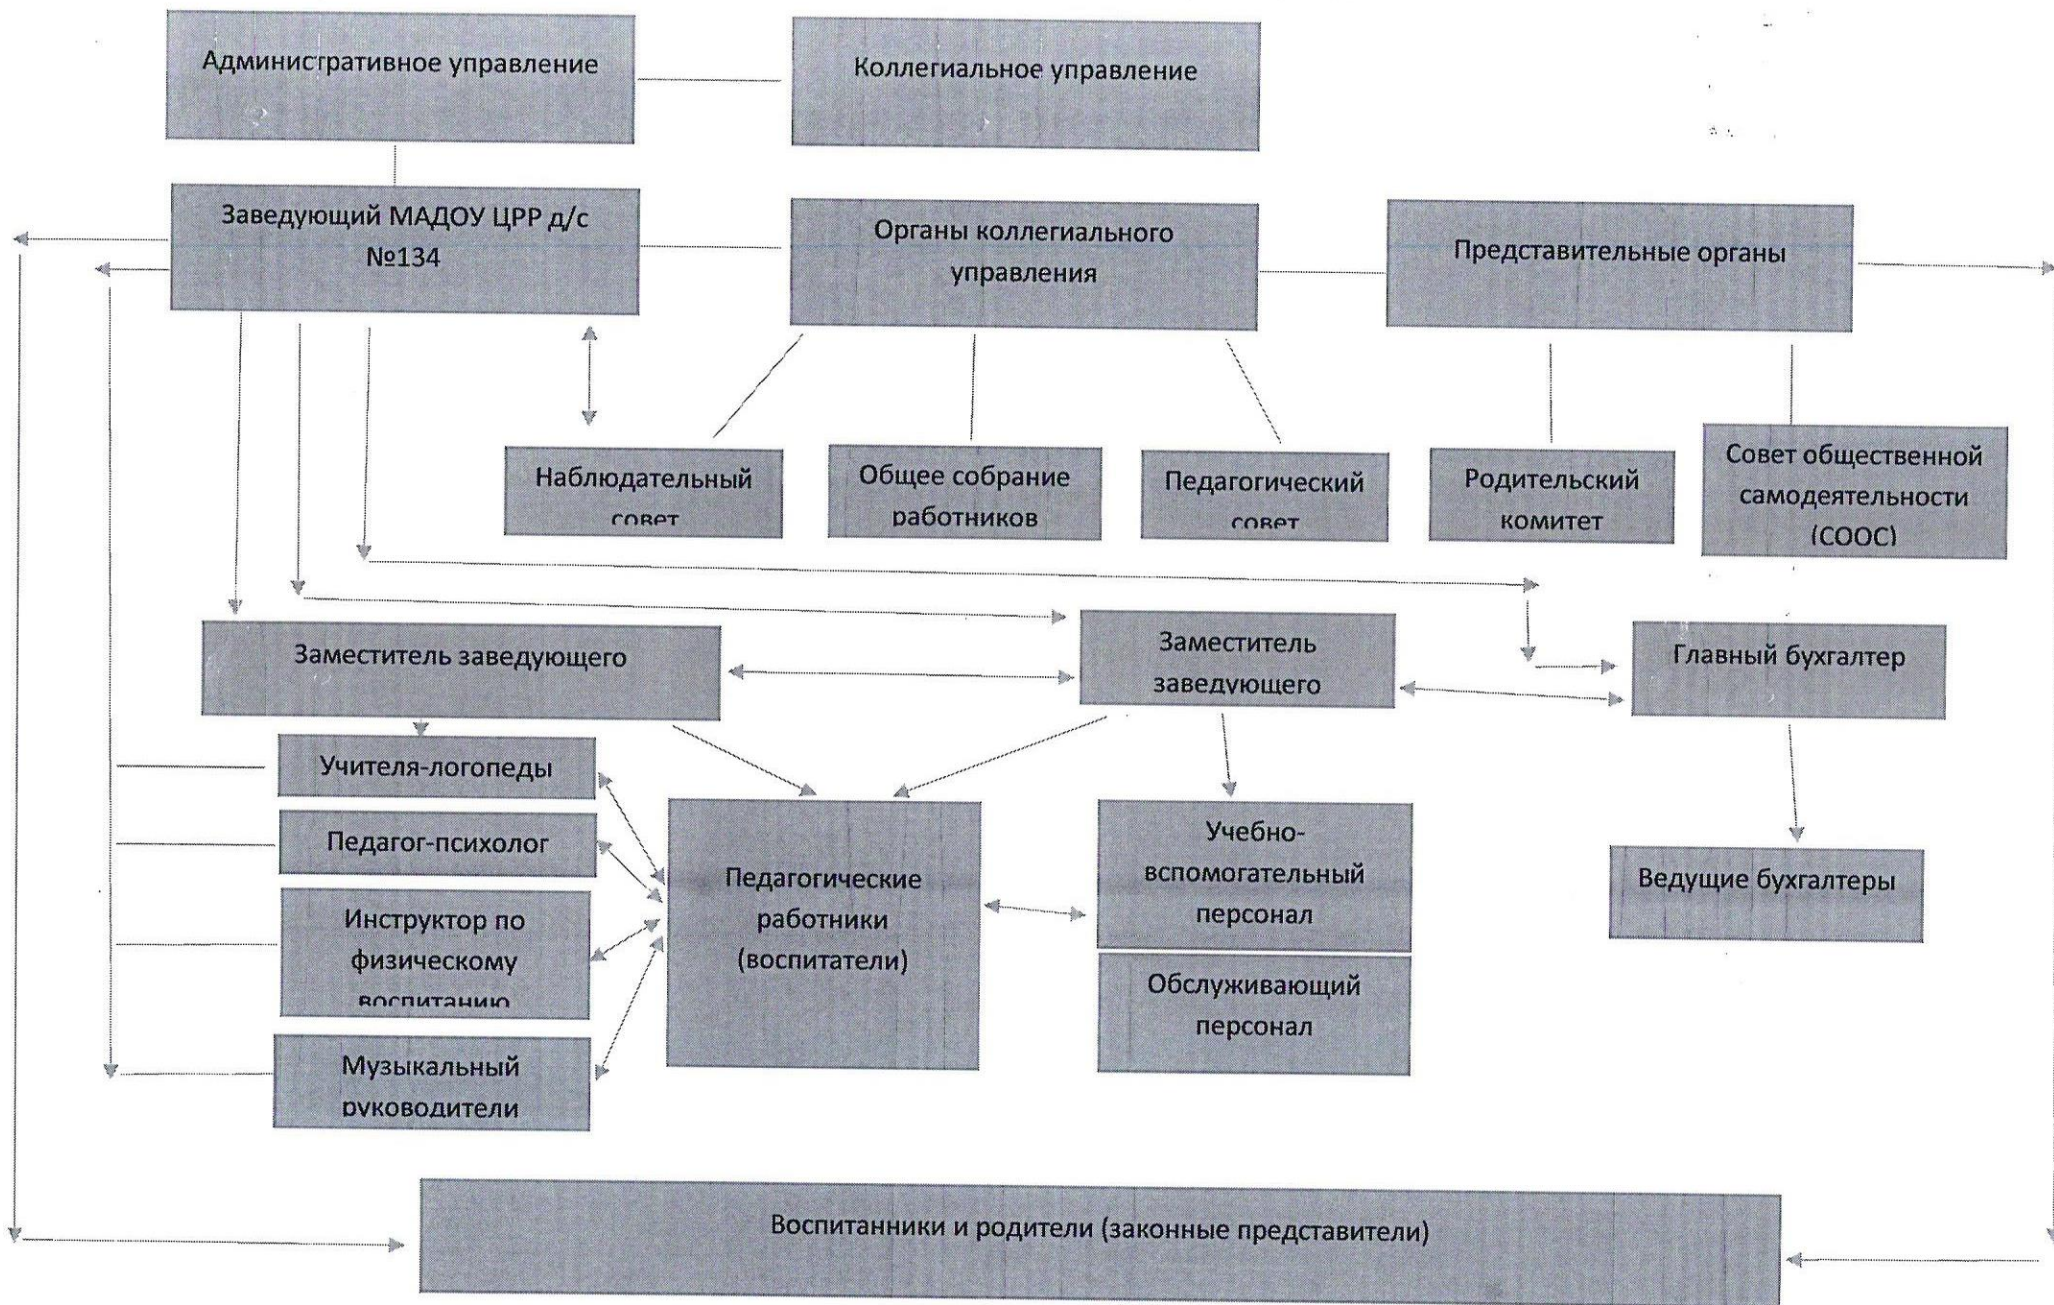 Административное управление
Коллегиальное управление
Заведующий МАДОУ ЦРР д/с
№134
Органы коллегиального
управления
Представительные органы
Наблюдательный
совет
Общее собрание
работников
Педагогический
совет
Родительский
комитет
Совет общественной
самодеятельности
(СООС)
Заместитель заведующего
Заместитель
заведующего
Главный бухгалтер
Учителя-логопеды
Педагог-психолог
Инструктор по
физическому
воспитанию
Музыкальный
руководители
Педагогические
работники
(воспитатели)
Учебно-
вспомогательный
персонал
Обслуживающий
персонал
Ведущие бухгалтеры
Воспитанники и родители (законные представители)